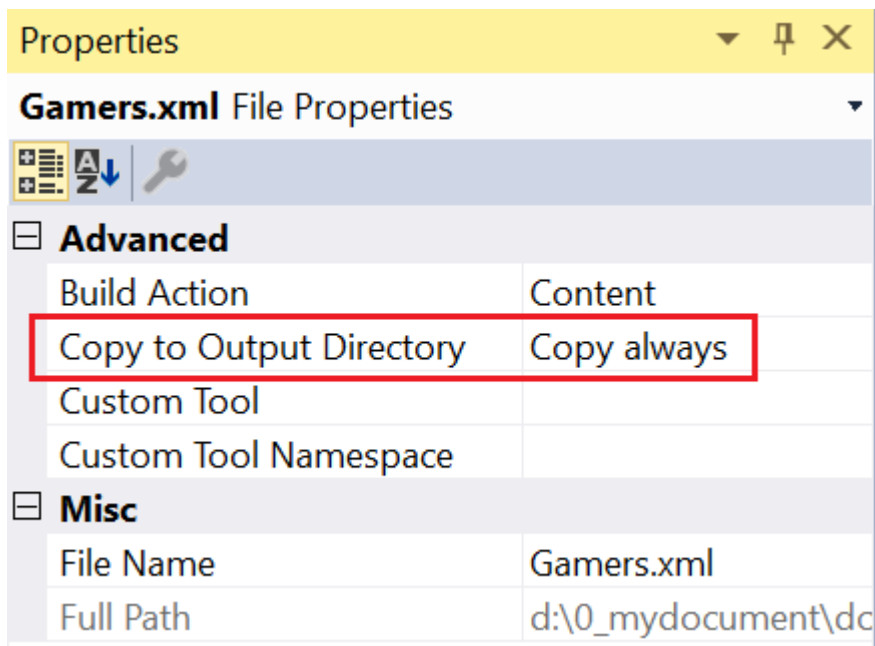 Properties
Gamers.xml File Properties
Advanced
Build Action Content
Copy to Output Directory Copy always
Custom Tool
Custom Tool Namespace
Misc
File Name Gamers.xml
Full Path d:\0_mydocument\dc